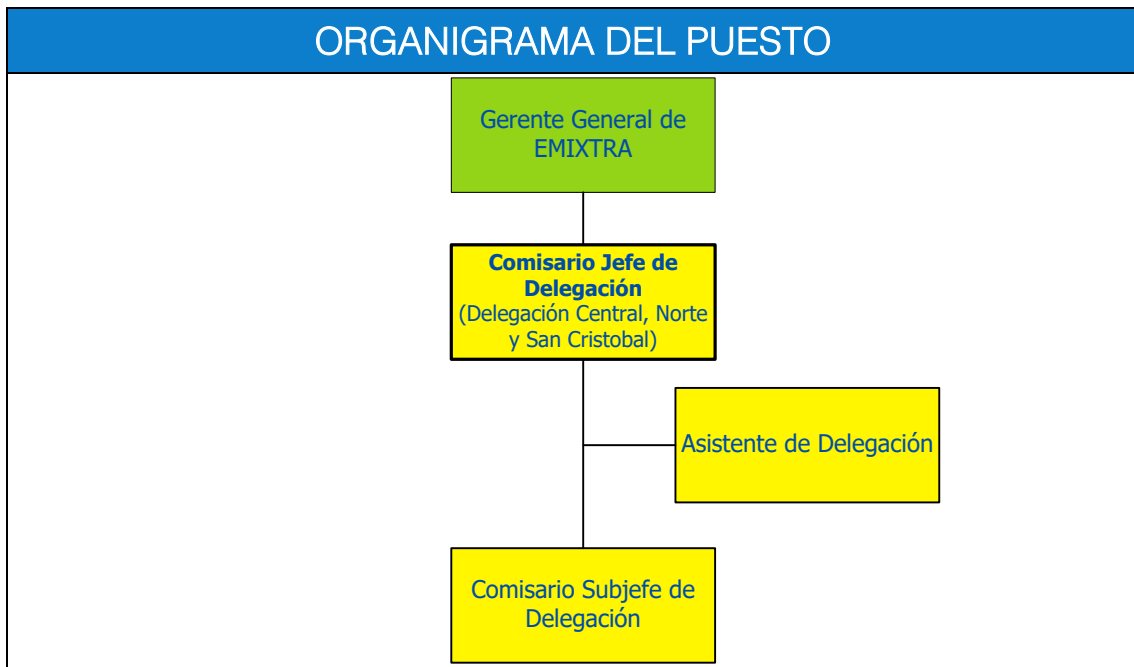 ORGANIGRAMA DEL PUESTO
Gerente General de
EMIXTRA
Comisario Jefe de
Delegación
(Delegación Central, Norte
y San Cristobal)
Asistente de Delegación
Comisario Subjefe de
Delegación